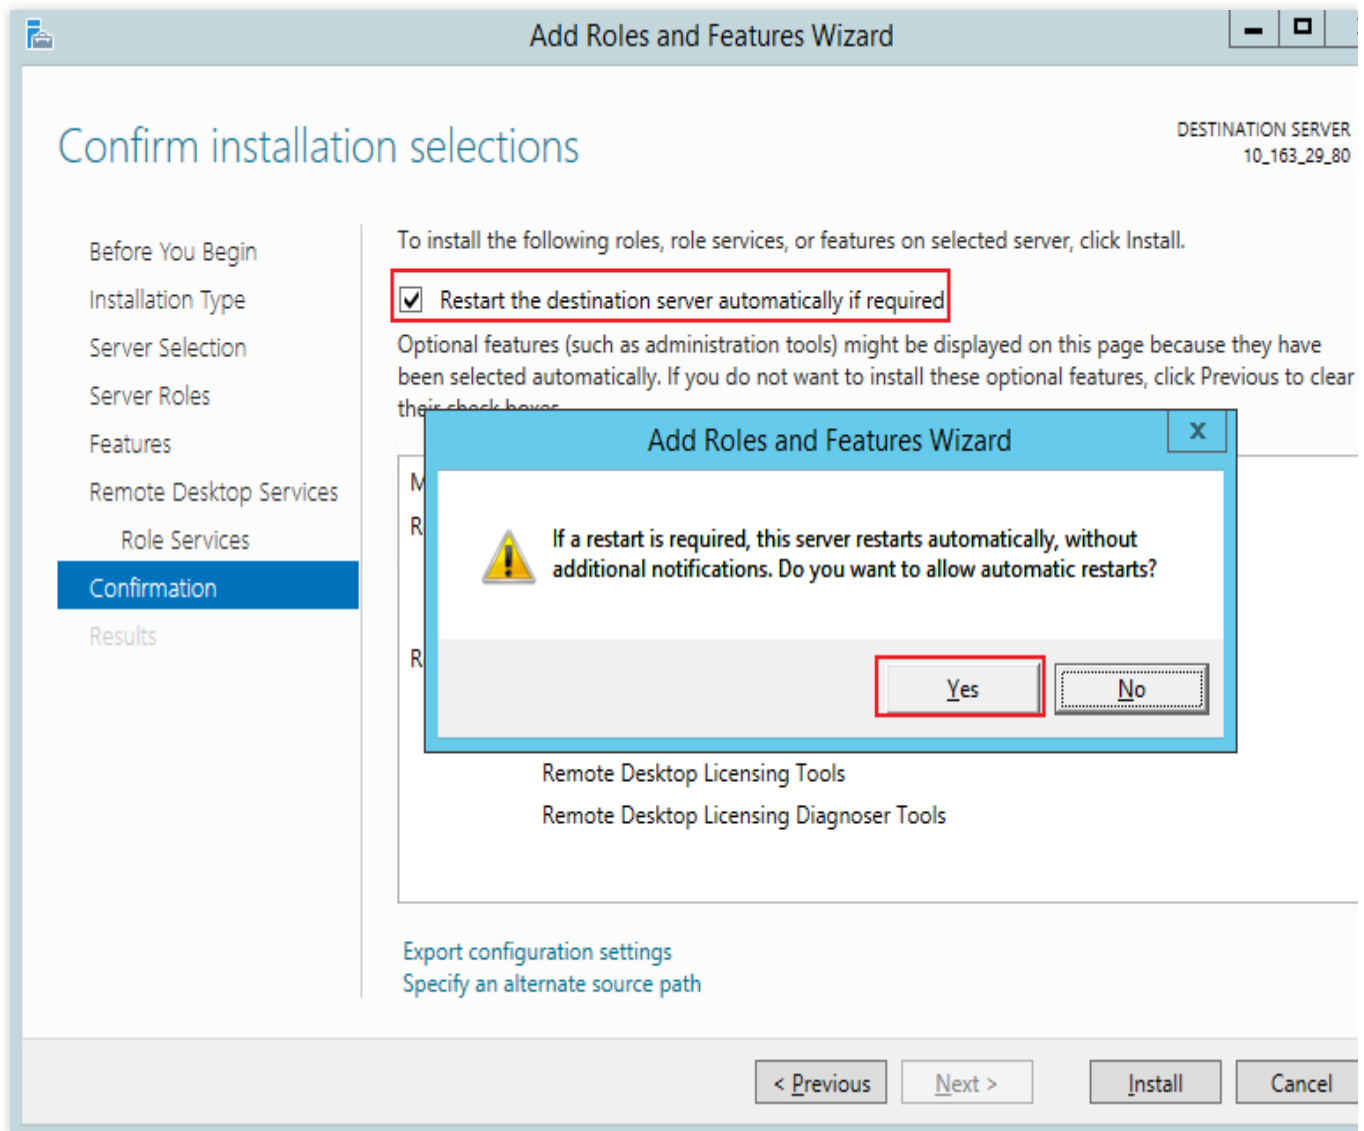 Add Roles and Features Wizard
Confirm installation selections
DESTINATION SERVER
10_163_29_80
Before You Begin
Installation Type
Server Selection
Server Roles
Features
Remote Desktop Services
Role Services
Confirmation
Results
To install the following roles, role services, or features on selected server, click Install.
Restart the destination server automatically if required
Optional features (such as administration tools) might be displayed on this page because they have
been selected automatically. If you do not want to install these optional features, click Previous to clear
their check boxes
Add Roles and Features Wizard
If a restart is required, this server restarts automatically, without
additional notifications. Do you want to allow automatic restarts?
Yes
No
Remote Desktop Licensing Tools
Remote Desktop Licensing Diagnoser Tools
Export configuration settings
Specify an alternate source path
< Previous
Next >
Install
Cancel